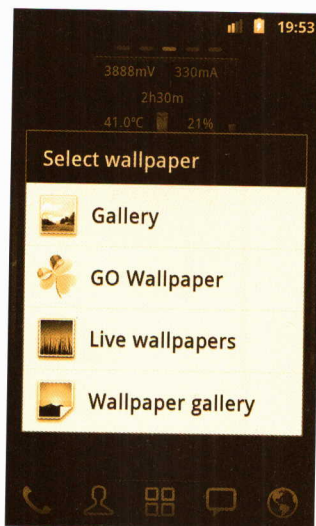 19:53
3888mV 330mA
2h30m
41.0°C 21%
Select wallpaper
Gallery
GO Wallpaper
Live wallpapers
Wallpaper gallery